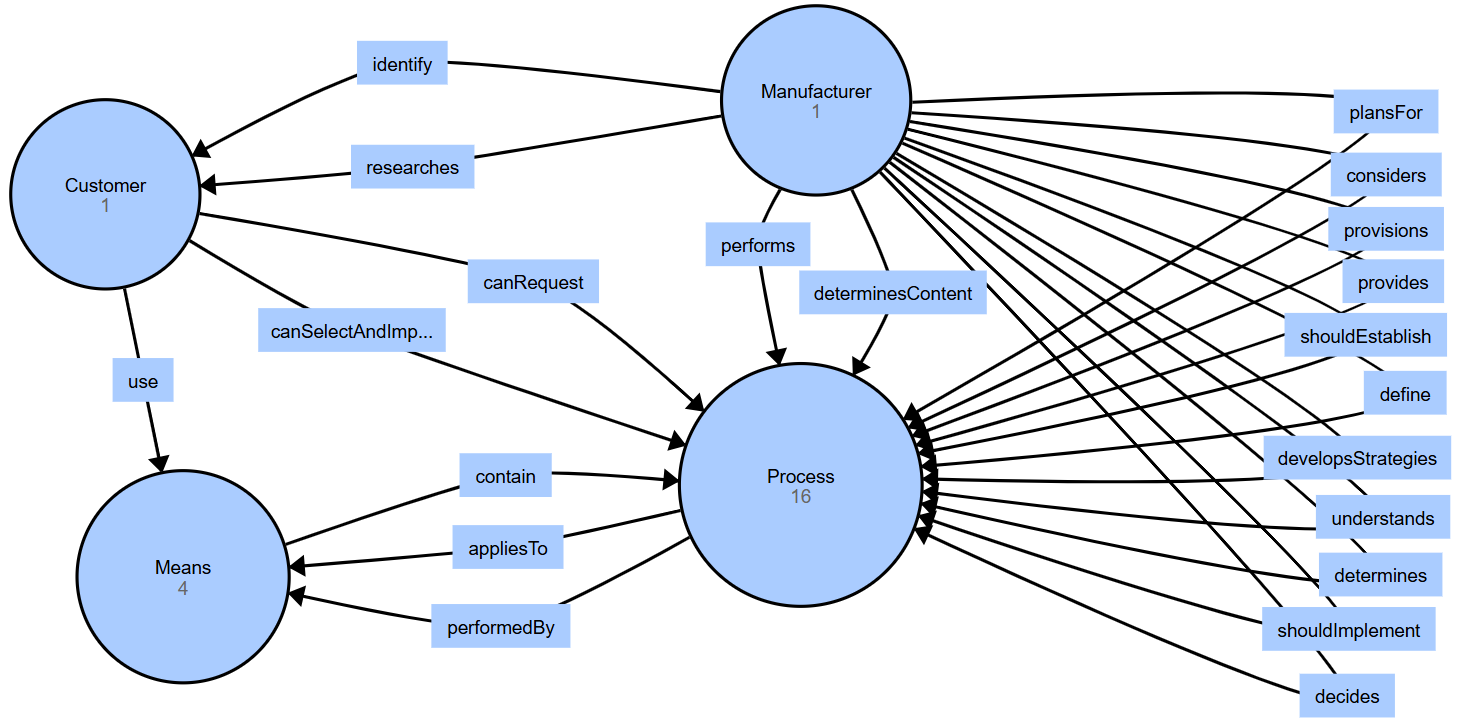 identify
Manufacturer
1
plansFor
researches
considers
Customer
1
performs
provisions
canRequest
determinesContent
provides
canSelectAndImp...
shouldEstablish
use
define
contain
Process
16
developsStrategies
understands
appliesTo
Means
4
determines
performedBy
shouldImplement
decides